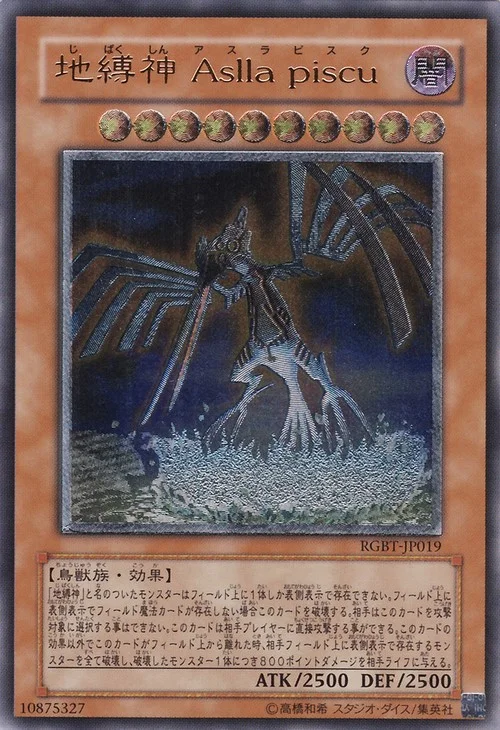 じ ばく しん ア ス ラ ピ ス ク
地縛神 Aslla piscu
闇
RGBT-JP019
ちょうじゅう ぞく こう か
【鳥獣族・効果】
「地縛神」と名のついたモンスターはフィールド上に1体しか表側表示で存在できない。フィールド上に
表側表示でフィールド魔法カードが存在しない場合このカードを破壊する。相手はこのカードを攻撃
対象に選択する事はできない。このカードは相手プレイヤーに直接攻撃する事ができる。このカードの
効果以外でこのカードがフィールド上から離れた時、相手フィールド上に表側表示で存在するモン
スターを全て破壊し、破壊したモンスター1体につき800ポイントダメージを相手ライフに与える。
ATK/2500 DEF/2500
10875327 ©高橋和希 スタジオ・ダイス/集英社